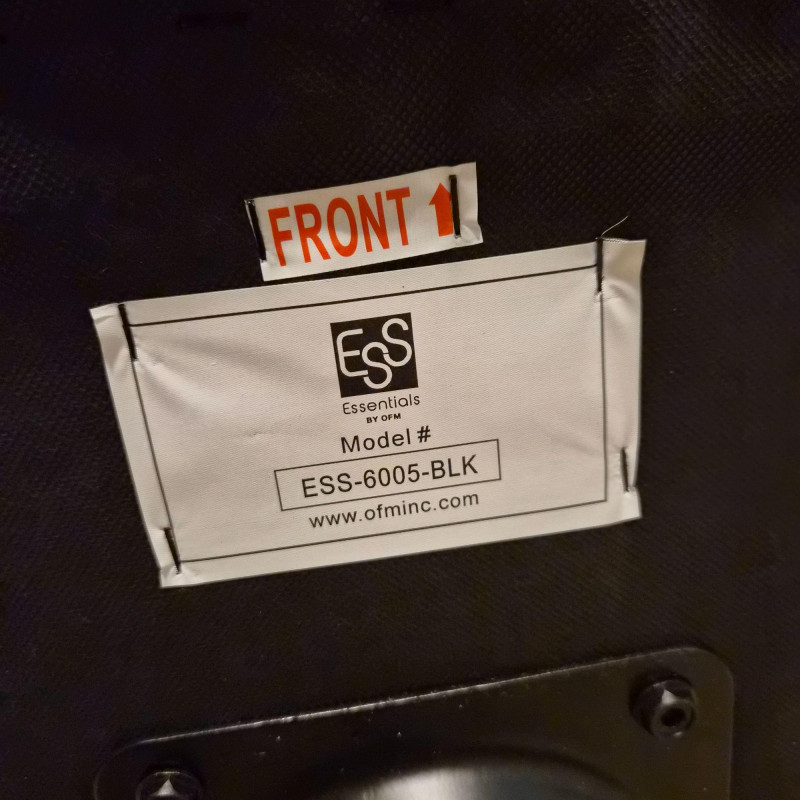 FRONT
ESS
Essentials
BY OFM
Model #
ESS-6005-BLK
www.ofminc.com